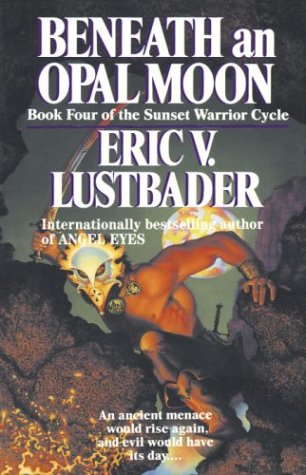 BENEATH an
OPAL MOON
Book Four of the Sunset Warrior Cycle
ERIC V.
LUSTBADER
Internationally bestselling author
of ANGEL EYES
An ancient menace
would rise again,
and evil would have
its day....